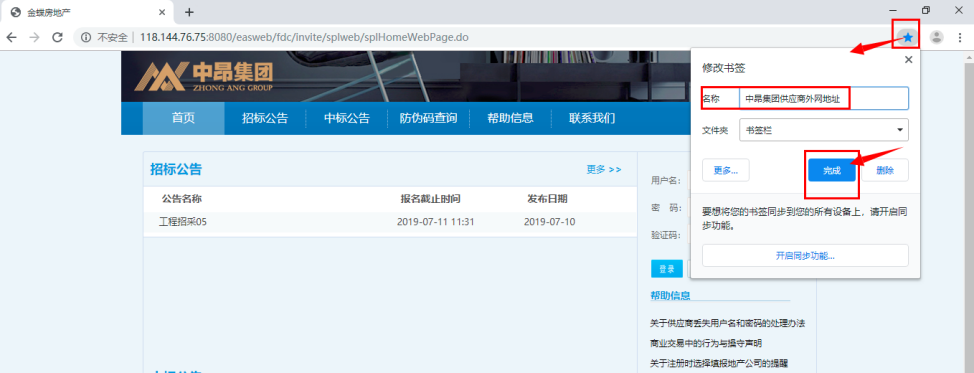 金蝶房地产
不安全 118.144.76.75:8080/easweb/fdc/invite/splweb/splHomeWebPage.do
中昂集团
ZHONG ANG GROUP
首页 招标公告 中标公告 防伪码查询 帮助信息 联系我们
招标公告 更多 >>
公告名称 报名截止时间 发布日期
工程招采05 2019-07-11 11:31 2019-07-10
用户名:
密 码:
验证码:
登录
帮助信息
关于供应商丢失用户名和密码的处理办法
商业交易中的行为与操守声明
关于注册时选择填报地产公司的提醒
修改书签
名称 中昂集团供应商外网地址
文件夹 书签栏
更多... 完成 删除
要想将您的书签同步到您的所有设备上，请开启同
步功能。
开启同步功能...